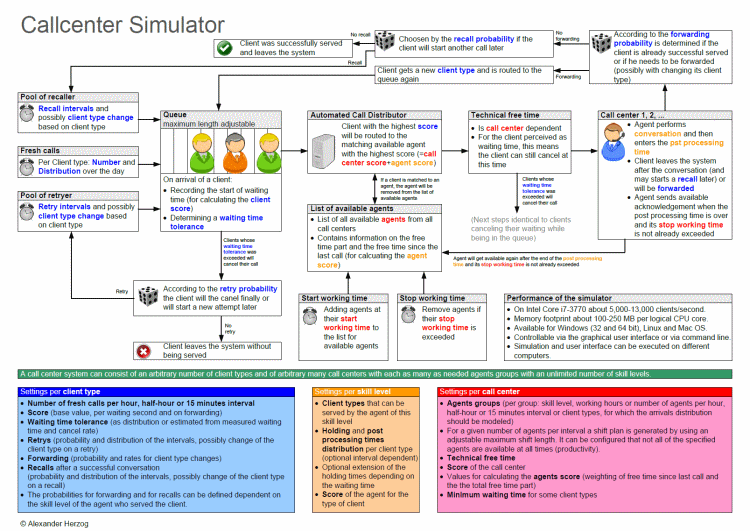 Callcenter Simulator
Client was successfully served
and leaves the system
No recall
Recall
Choosen by the recall probability if the
client will start another call later
No
forwarding
According to the forwarding
probability is determined if the
client is already successful served
or if he needs to be forwarded
(possibly with changing its client
type)
Client gets a new client type and is routed to the
queue again
Forwarding
Pool of recaller
Recall intervals and
possibly client type change
based on client type
Fresh calls
Per Client type: Number and
Distribution over the day
Pool of retryer
Retry intervals and possibly
client type change based
on client type
Queue
maximum length adjustable
On arrival of a client:
• Recording the start of waiting
time (for calculating the client
score)
• Determining a waiting time
tolerance
Automated Call Distributor
Client with the highest score
will be routed to the
matching available agent
with the highest (=call
center score+agent score)
If a client is matched to an
agent, the agent will be
removed from the list of
available agents
List of available agents
• List of all available agents from all
call centers
• Contains information on the free
time part and the free time since the
last call (for calcuating the agent
score)
Technical free time
• Is call center dependent
• For the client perceived as
waiting time, this means
the client can still cancel at
this time
Clients whose
waiting time
tolerance was
exceeded will
cancel their call
(Next steps identical to clients
canceling their waiting while
being in the queue)
Call center 1, 2, ...
• Agent performs
conversation and then
enters the pst processing
time
• Client leaves the system
after the conversation (and
may starts a recall later) or
will be forwarded
• Agent sends available
acknowledgement when the
post processing time is over
and its stop working time
is not already exceeded
Agent will get available again after the end of the post processing
time and its stop working time is not already exceeded
Clients whose
waiting time
tolerance was
exceeded will
cancel their call
Retry
According to the retry probability
the client will the canel finally or
will start a new attempt later
No
retry
Client leaves the system without
being served
Start working time
Adding agents at
their start
working time to
the list for
available agents
Stop working time
Remove agents if
their stop
working time is
exceeded
Performance of the simulator
• On Intel Core i7-3770 about 5,000-13,000 clients/second.
• Memory footprint about 100-250 MB per logical CPU core.
• Available for Windows (32 and 64 bit), Linux and Mac OS.
• Controllable via the graphical user interface or via command line.
• Simulation and user interface can be executed on different
computers.
A call center system can consist of an arbitrary number of client types and of arbitrary many call centers with each as many as needed agents groups with an unlimited number of skill levels.
Settings per client type
• Number of fresh calls per hour, half-hour or 15 minutes interval
• Score (base value, per waiting second and on forwarding)
• Waiting time tolerance (as distribution or estimated from measured waiting
time and cancel rate)
• Retrys (probability and distribution of the intervals, possibly change of the
client type on a retry)
• Forwarding (probability and rates for client type changes)
• Recalls after a successful conversation
(probability and distribution of the intervals, possibly change of the client type
on a recall)
• The probabilities for forwarding and for recalls can be defined dependent on
the skill level of the agent who served the client.
Settings per skill level
• Client types that can be
served by the agent of this
skill level
• Holding and post
processing times
distribution per client type
(optional interval dependent)
• Optional extension of the
holding times depending on
the waiting time
• Score of the agent for the
type of client
Settings per call center
• Agents groups (per group: skill level, working hours or number of agents per hour,
half-hour or 15 minutes interval or client types, for which the arrivals distribution
should be modeled)
• For a given number of agents per interval a shift plan is generated by using an
adjustable maximum shift length. It can be configured that not all of the specified
agents are available at all times (productivity).
• Technical free time
• Score of the call center
• Values for calculating the agents score (weighting of free time since last call and
the the total free time part)
• Minimum waiting time for some client types
© Alexander Herzog